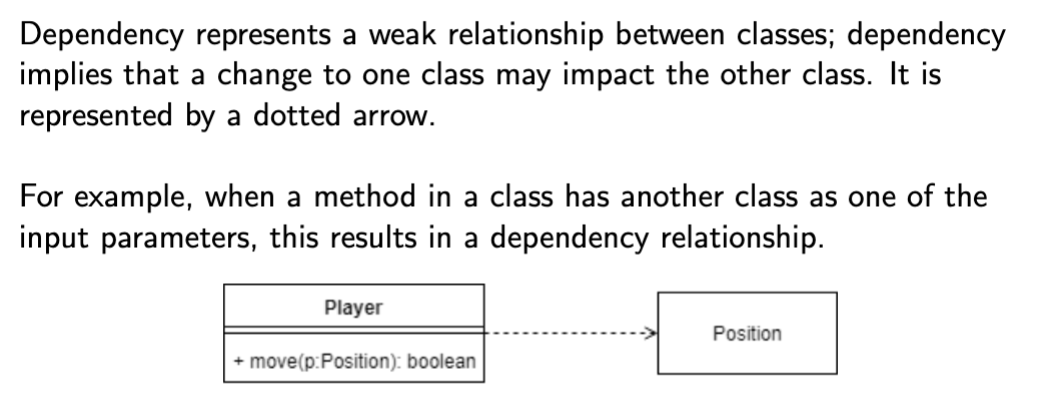 Dependency represents a weak relationship between classes; dependency
implies that a change to one class may impact the other class. It is
represented by a dotted arrow.
For example, when a method in a class has another class as one of the
input parameters, this results in a dependency relationship.
Player
+ move(p:Position): boolean
Position